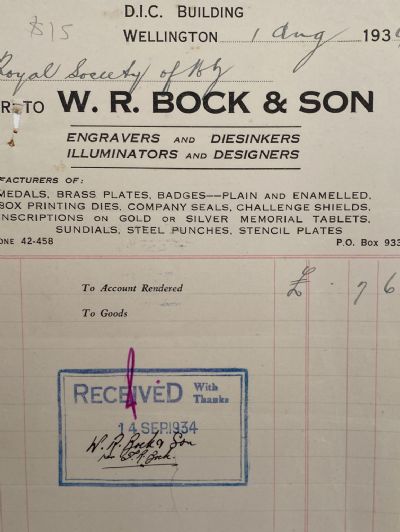 $15
D.I.C. BUILDING
WELLINGTON 1 Aug 193
Royal Society of NZ
TO W. R. BOCK & SON
ENGRAVERS AND DIESINKERS
ILLUMINATORS AND DESIGNERS
FACTURERS OF:
MEDALS, BRASS PLATES, BADGES—PLAIN AND ENAMELLED,
BOX PRINTING DIES, COMPANY SEALS, CHALLENGE SHIELDS,
INSCRIPTIONS ON GOLD OR SILVER MEMORIAL TABLETS,
SUNDIALS, STEEL PUNCHES, STENCIL PLATES
ONE 42-458 P.O. Box 933
To Account Rendered £ . 7 6
To Goods
RECEIVED With Thanks
14 SEP 1934
W. R. Bock & Son